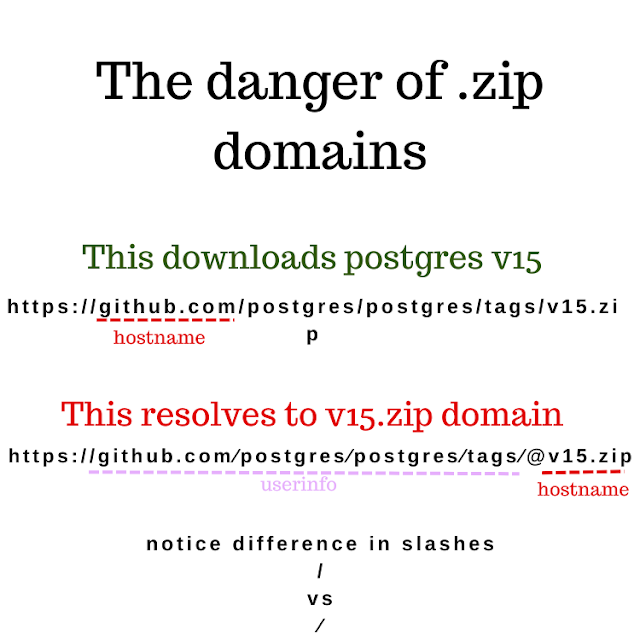 The danger of .zip
domains
This downloads postgres v15
https://github.com/postgres/postgres/tags/v15.zi
p
hostname
This resolves to v15.zip domain
https://github.com∕postgres∕postgres∕tags∕@v15.zip
userinfo
hostname
notice difference in slashes
/
vs
∕